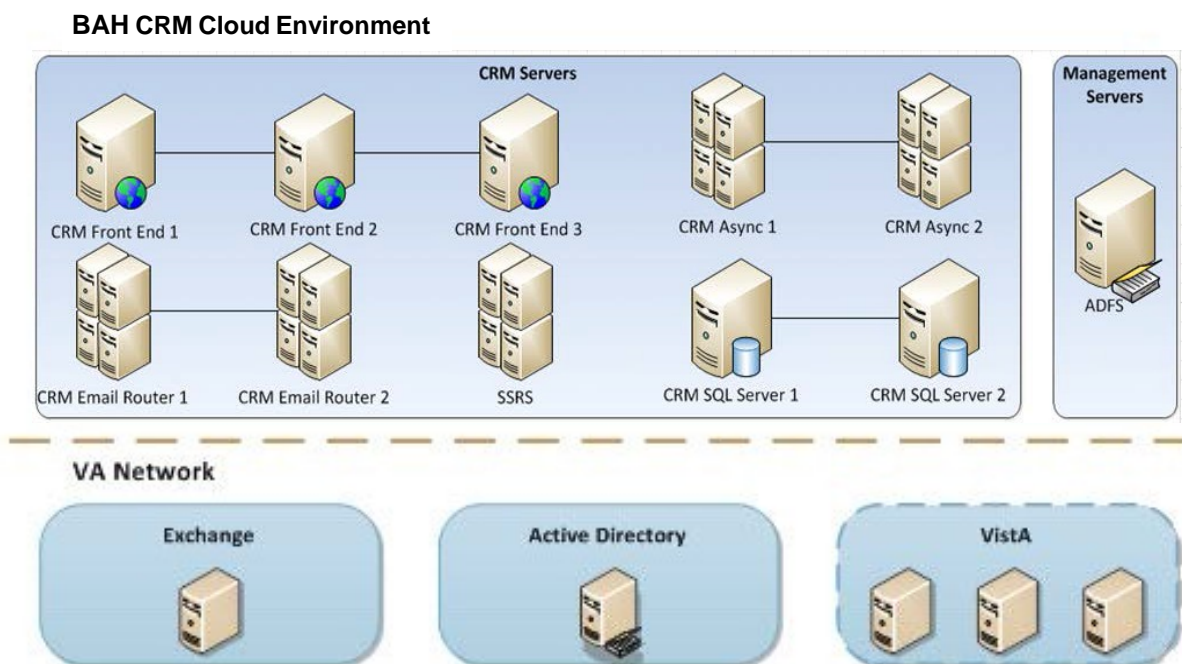 BAH CRM Cloud Environment
CRM Servers
Management
Servers
CRM Front End 1
CRM Front End 2
CRM Front End 3
CRM Async 1
CRM Async 2
ADFS
CRM Email Router 1
CRM Email Router 2
SSRS
CRM SQL Server 1
CRM SQL Server 2
VA Network
Exchange
Active Directory
VistA